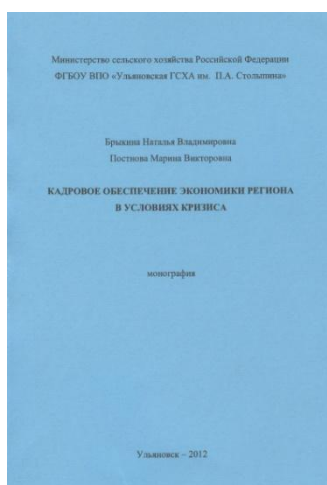 Министерство сельского хозяйства Российской Федерации
ФГБОУ ВПО «Ульяновская ГСХА им. П.А. Столыпина»
Брыкина Наталья Владимировна
Постнова Марина Викторовна
КАДРОВОЕ ОБЕСПЕЧЕНИЕ ЭКОНОМИКИ РЕГИОНА
В УСЛОВИЯХ КРИЗИСА
монография
Ульяновск – 2012